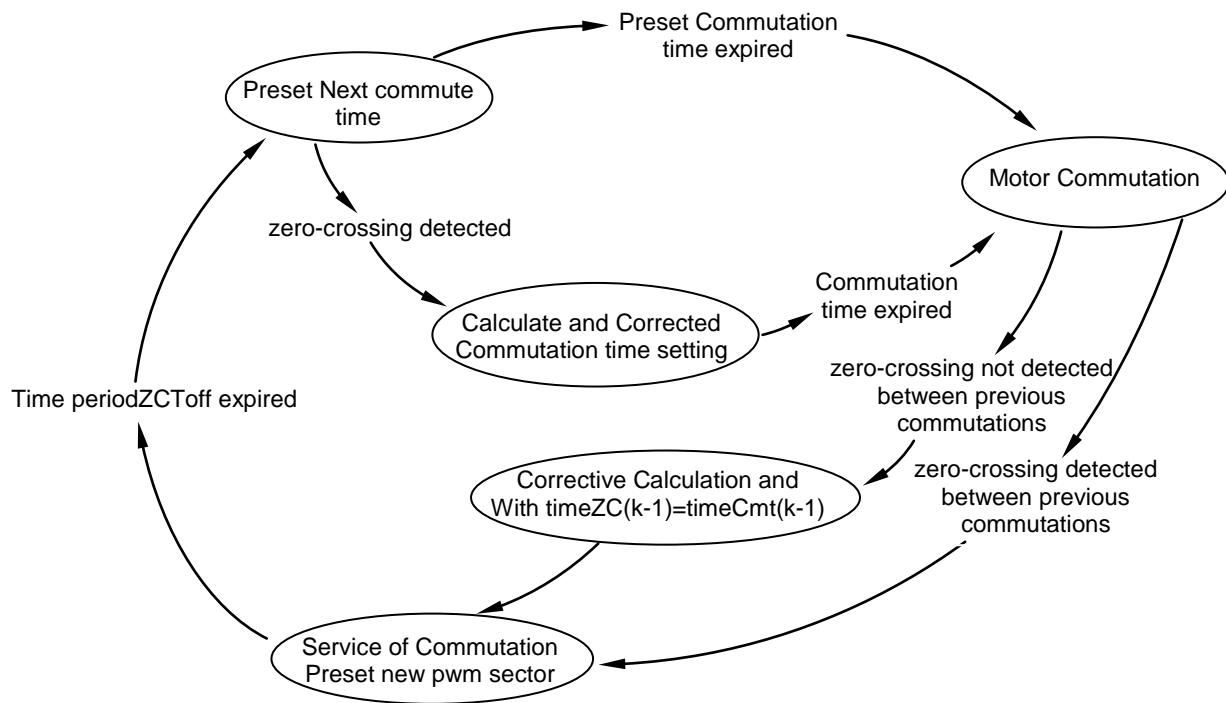 Preset Commutation
time expired
Preset Next commute
time
Motor Commutation
zero-crossing detected
Commutation
time expired
Calculate and Corrected
Commutation time setting
zero-crossing not detected
between previous
commutations
Time periodZCToff expired
zero-crossing detected
between previous
commutations
Corrective Calculation and
With timeZC(k-1)=timeCmt(k-1)
Service of Commutation
Preset new pwm sector